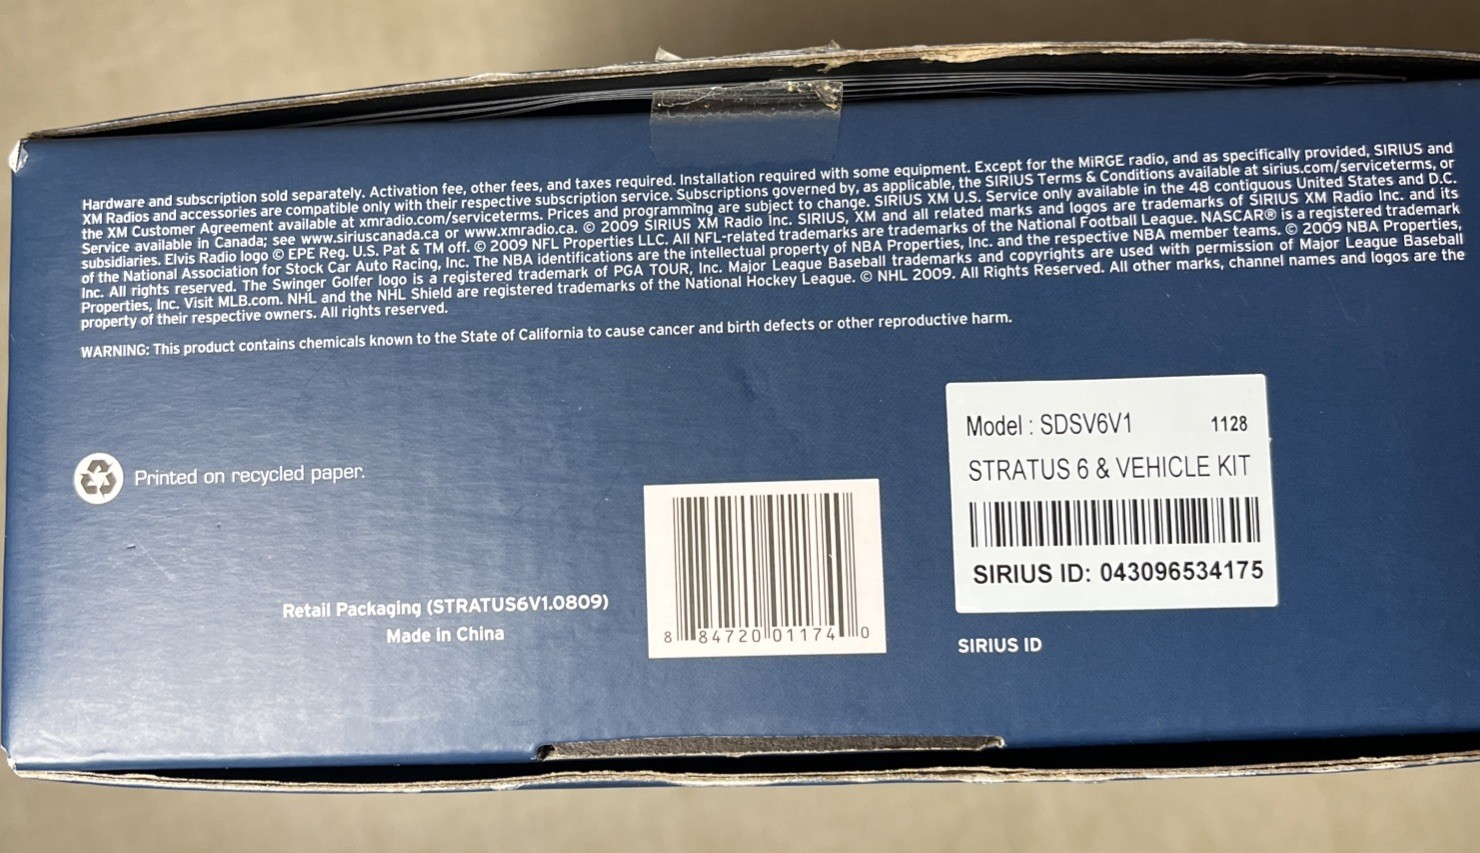 Hardware and subscription sold separately. Activation fee, other fees, and taxes required. Installation required with some equipment. Except for the MiRGE radio, and as specifically provided, SIRIUS and
XM Radios and accessories are compatible only with their respective subscription service. Subscriptions governed by, as applicable, the SIRIUS Terms & Conditions available at sirius.com/serviceterms, or
the XM Customer Agreement available at xmradio.com/serviceterms. Prices and programming are subject to change. SIRIUS XM U.S. Service only available in the 48 contiguous United States and D.C.
Service available in Canada; see www.siriuscanada.ca or www.xmradio.ca. © 2009 SIRIUS XM Radio Inc. SIRIUS, XM and all related marks and logos are trademarks of SIRIUS XM Radio Inc. and its
subsidiaries. Elvis Radio logo © EPE Reg. U.S. Pat & TM off. © 2009 NFL Properties LLC. All NFL-related trademarks are trademarks of the National Football League. NASCAR® is a registered trademark
of the National Association for Stock Car Auto Racing, Inc. The NBA identifications are the intellectual property of NBA Properties, Inc. and the respective NBA member teams. © 2009 NBA Properties,
Inc. All rights reserved. The Swinger Golfer logo is a registered trademark of PGA TOUR, Inc. Major League Baseball trademarks and copyrights are used with permission of Major League Baseball
Properties, Inc. Visit MLB.com. NHL and the NHL Shield are registered trademarks of the National Hockey League. © NHL 2009. All Rights Reserved. All other marks, channel names and logos are the
property of their respective owners. All rights reserved.
WARNING: This product contains chemicals known to the State of California to cause cancer and birth defects or other reproductive harm.
Printed on recycled paper.
Retail Packaging (STRATUS6V1.0809)
Made in China
8 84720 01174 0
Model : SDSV6V1 1128
STRATUS 6 & VEHICLE KIT
SIRIUS ID: 043096534175
SIRIUS ID